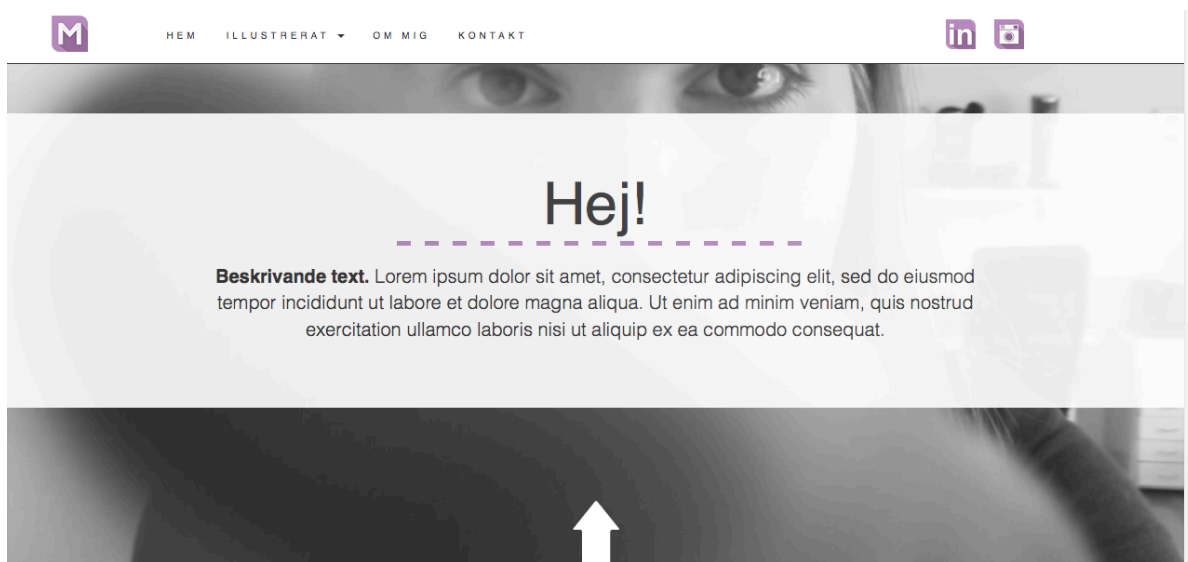 M
HEM ILLUSTRERAT OM MIG KONTAKT
in
Hej!
Beskrivande text. Lorem ipsum dolor sit amet, consectetur adipiscing elit, sed do eiusmod
tempor incididunt ut labore et dolore magna aliqua. Ut enim ad minim veniam, quis nostrud
exercitation ullamco laboris nisi ut aliquip ex ea commodo consequat.